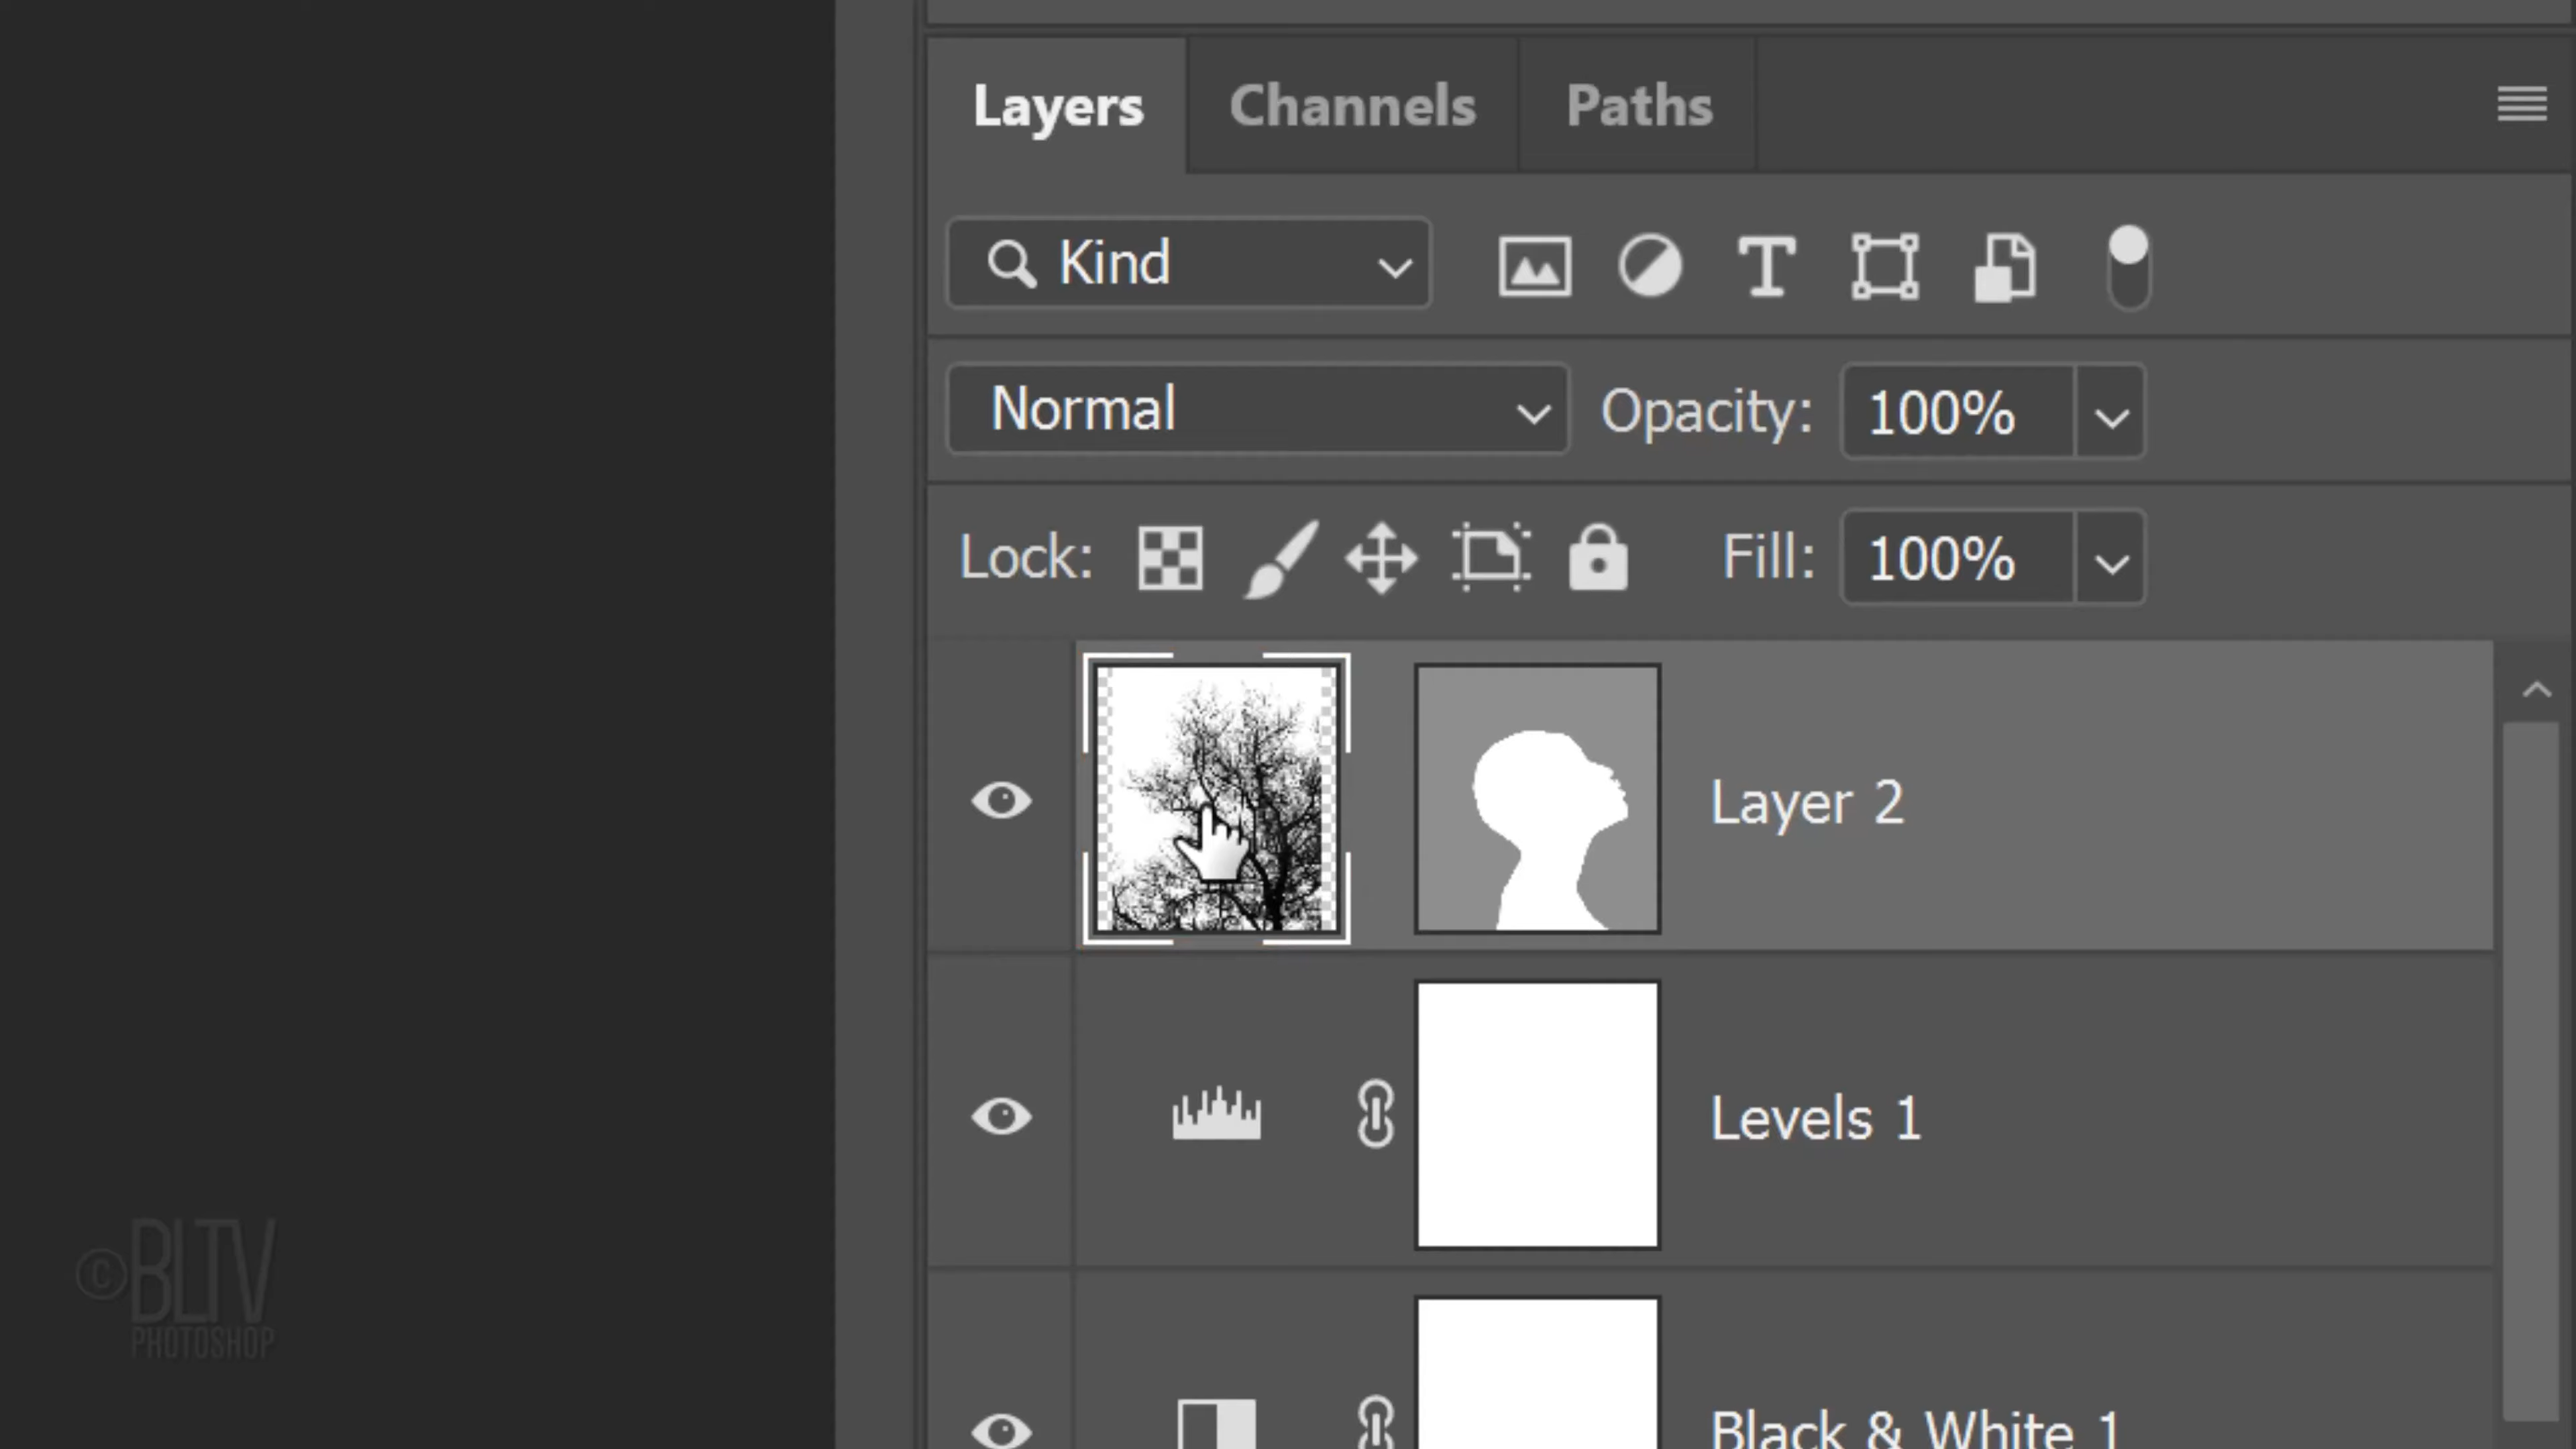 Layers Channels Paths
Kind
Normal Opacity: 100%
Lock: Fill: 100%
Layer 2
Levels 1
Black & White 1
©BLTV
PHOTOSHOP